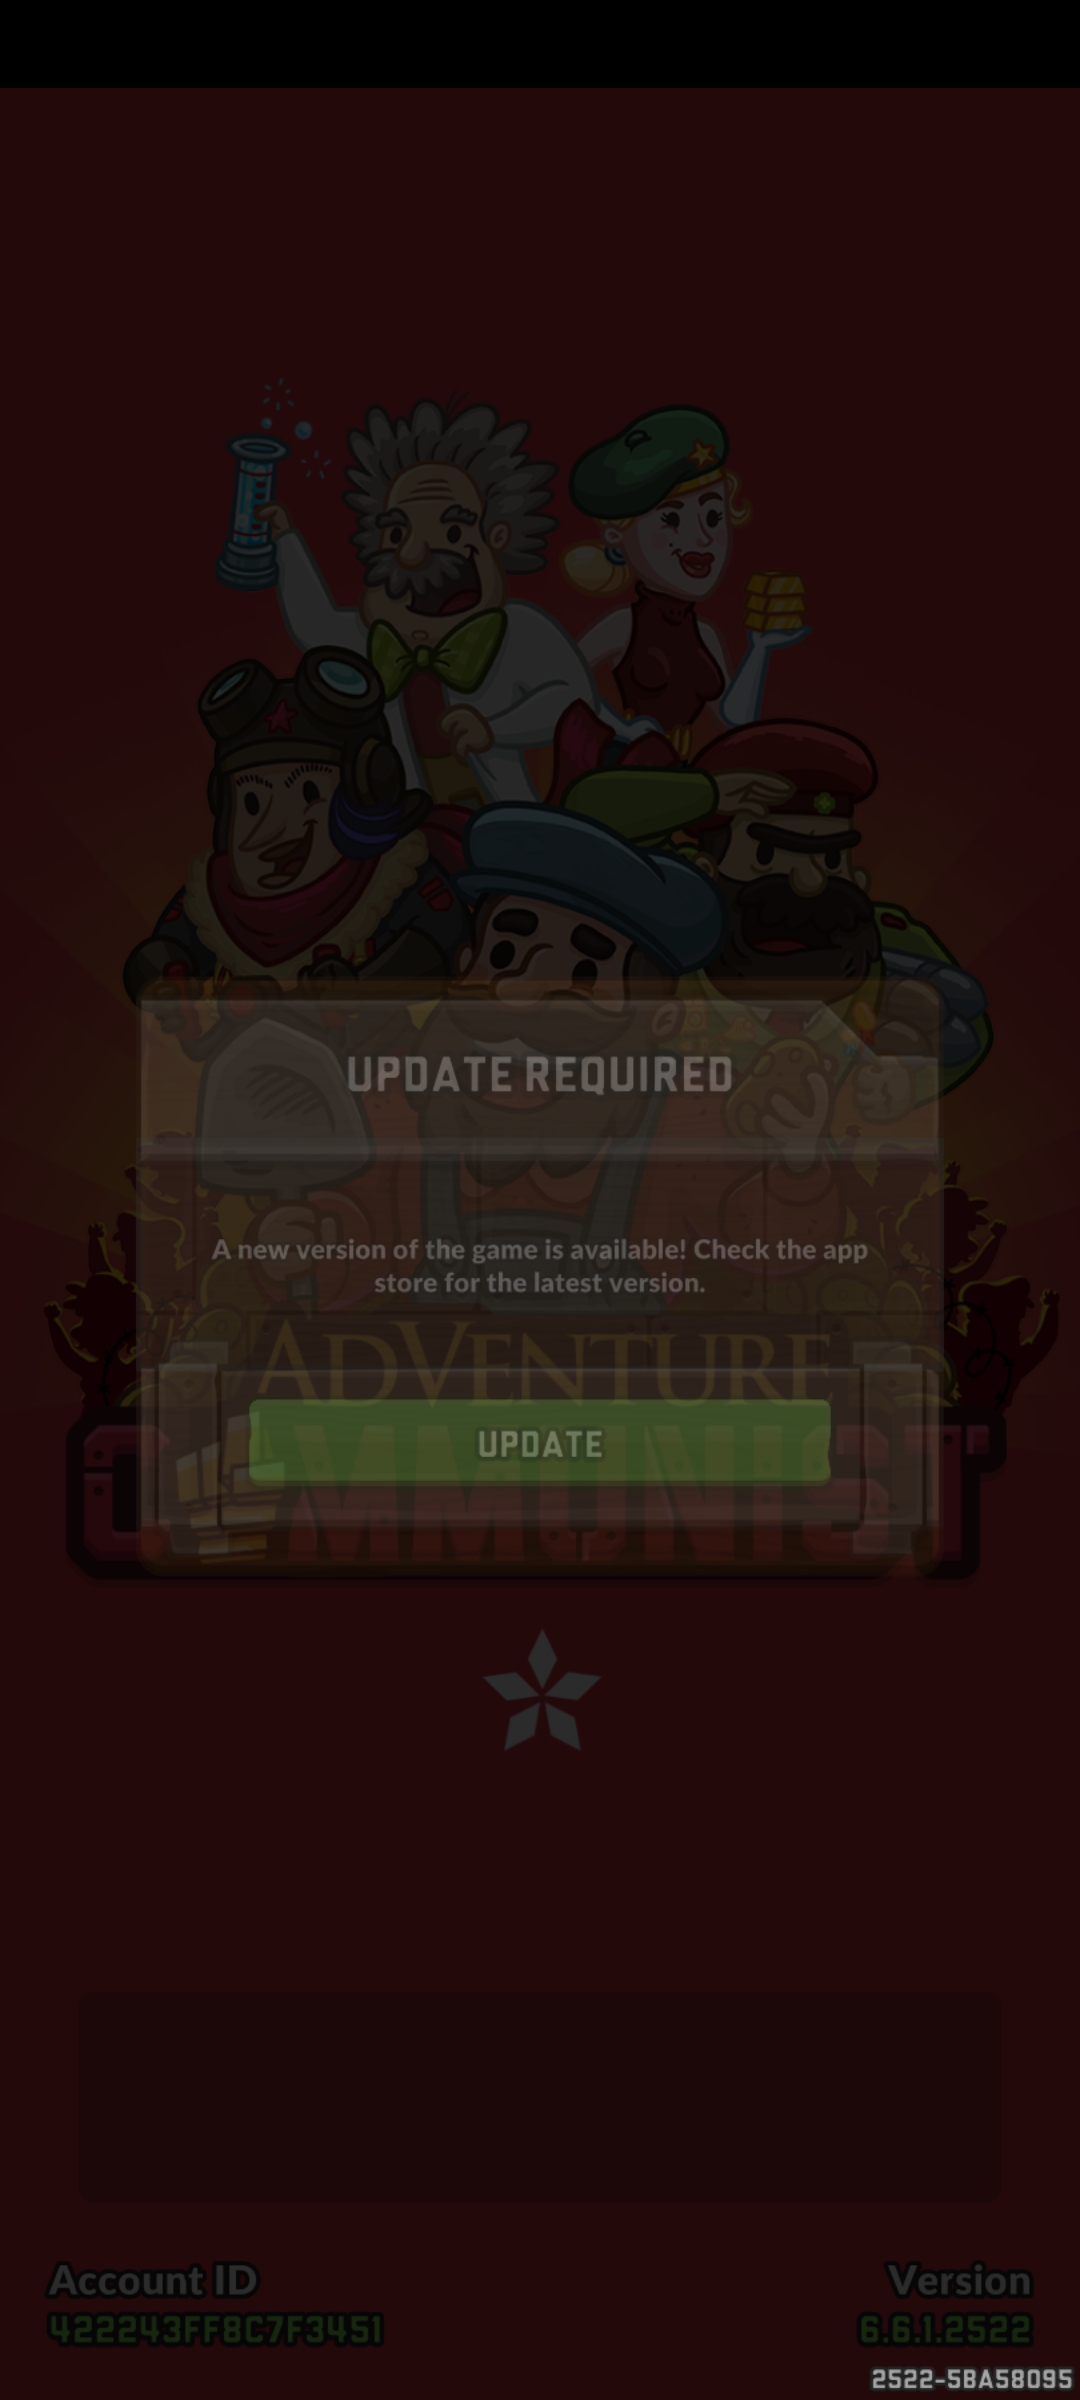 UPDATE REQUIRED
A new version of the game is available! Check the app
store for the latest version.
ADVENTURE
COMMUNIST
UPDATE
Account ID
422243FF8C7F3451
Version
6.6.1.2522
2522-5BA58095